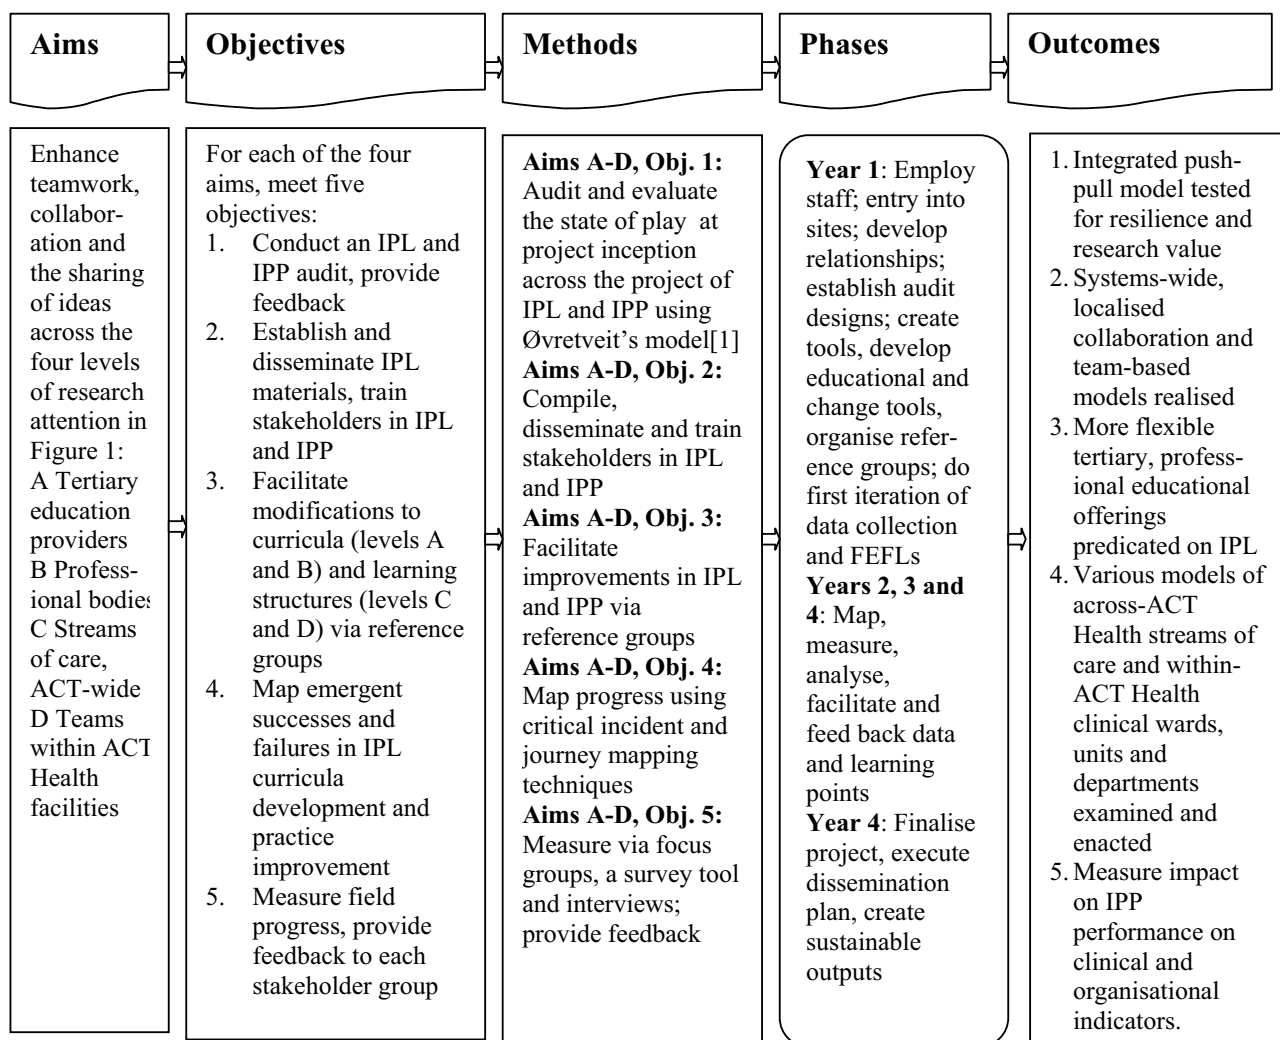 Aims
Objectives
Methods
Phases
Outcomes
Enhance
teamwork,
collabor-
ation and
the sharing
of ideas
across the
four levels
of research
attention in
Figure 1:
A Tertiary
education
providers
B Profess-
ional bodies
C Streams
of care,
ACT-wide
D Teams
within ACT
Health
facilities
For each of the four
aims, meet five
objectives:
1. Conduct an IPL and
IPP audit, provide
feedback
2. Establish and
disseminate IPL
materials, train
stakeholders in IPL
and IPP
3. Facilitate
modifications to
curricula (levels A
and B) and learning
structures (levels C
and D) via reference
groups
4. Map emergent
successes and
failures in IPL
curricula
development and
practice
improvement
5. Measure field
progress, provide
feedback to each
stakeholder group
Aims A-D, Obj. 1:
Audit and evaluate
the state of play at
project inception
across the project of
IPL and IPP using
Øvretveit’s model[1]
Aims A-D, Obj. 2:
Compile,
disseminate and train
stakeholders in IPL
and IPP
Aims A-D, Obj. 3:
Facilitate
improvements in IPL
and IPP via
reference groups
Aims A-D, Obj. 4:
Map progress using
critical incident and
journey mapping
techniques
Aims A-D, Obj. 5:
Measure via focus
groups, a survey tool
and interviews;
provide feedback
Year 1: Employ
staff; entry into
sites; develop
relationships;
establish audit
designs; create
tools, develop
educational and
change tools,
organise refer-
ence groups; do
first iteration of
data collection
and FEFLs
Years 2, 3 and
4: Map,
measure,
analyse,
facilitate and
feed back data
and learning
points
Year 4: Finalise
project, execute
dissemination
plan, create
sustainable
outputs
1. Integrated push-
pull model tested
for resilience and
research value
2. Systems-wide,
localised
collaboration and
team-based
models realised
3. More flexible
tertiary, profess-
ional educational
offerings
predicated on IPL
4. Various models of
across-ACT
Health streams of
care and within-
ACT Health
clinical wards,
units and
departments
examined and
enacted
5. Measure impact
on IPP
performance on
clinical and
organisational
indicators.